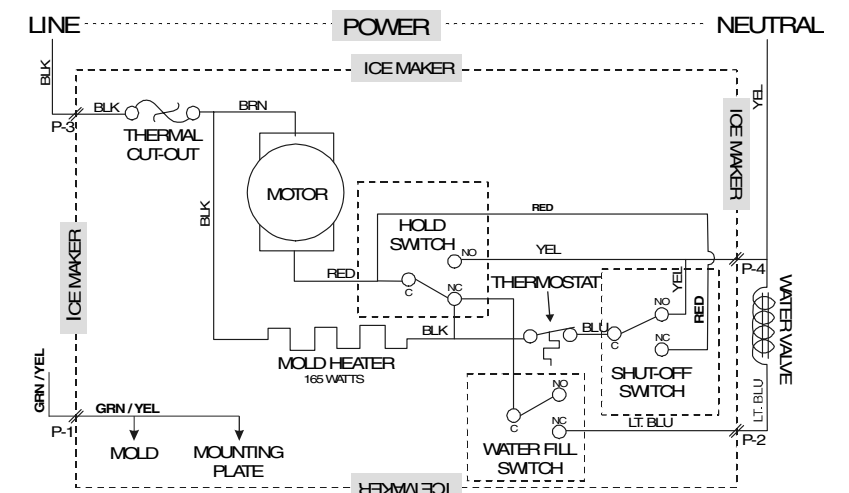 LINE
POWER
NEUTRAL
ICE MAKER
BLK
YEL
BLK
BRN
P-3
THERMAL
CUT-OUT
ICE MAKER
MOTOR
BLK
HOLD
SWITCH
RED
NO
YEL
RED
C
NC
THERMOSTAT
P-4
ICE MAKER
YEL
RED
NO
BLK
BLU
C
NC
WATER VALVE
MOLD HEATER
165 WATTS
SHUT-OFF
SWITCH
GRN / YEL
GRN / YEL
NO
LT. BLU
P-1
C
NC
LT. BLU
P-2
MOLD
MOUNTING
PLATE
WATER FILL
SWITCH
ICE MAKER